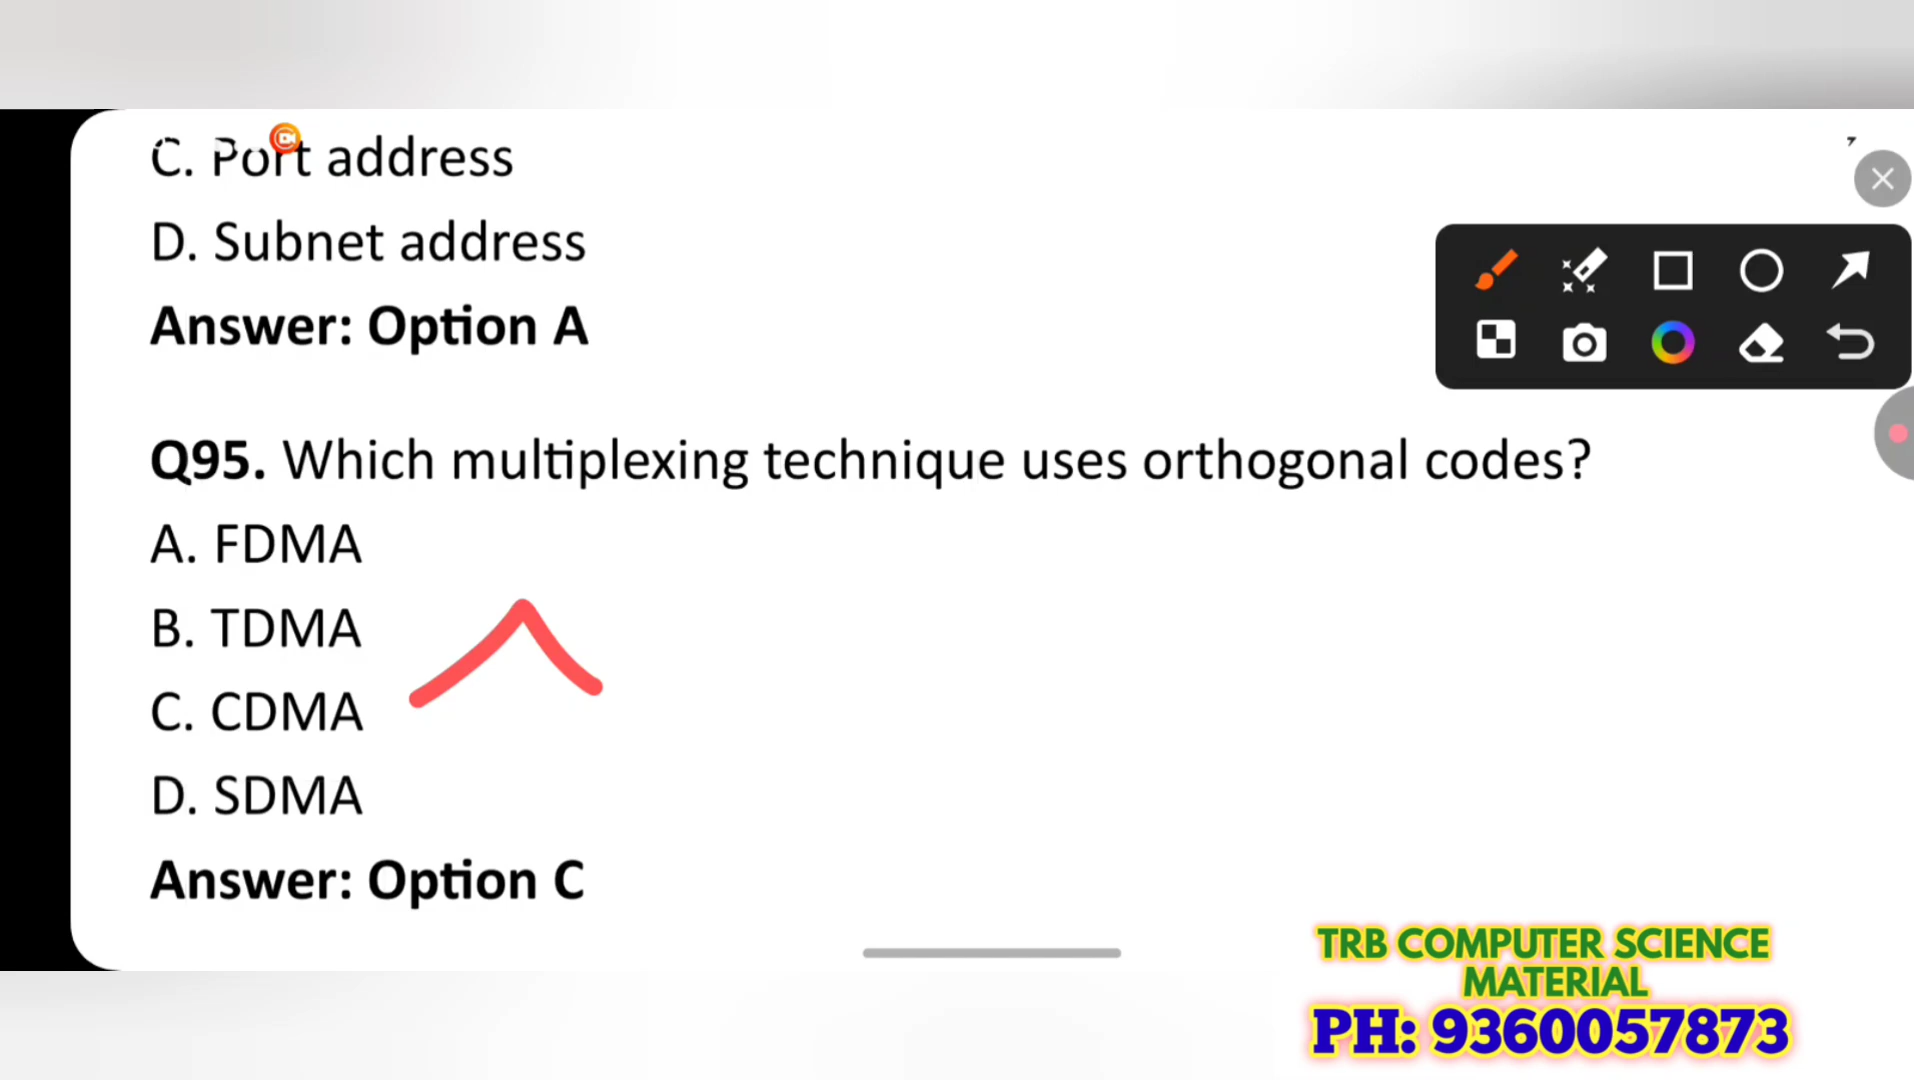 C. Port address
D. Subnet address
Answer: Option A
Q95. Which multiplexing technique uses orthogonal codes?
A. FDMA
B. TDMA
C. CDMA
D. SDMA
Answer: Option C
TRB COMPUTER SCIENCE
MATERIAL
PH: 9360057873